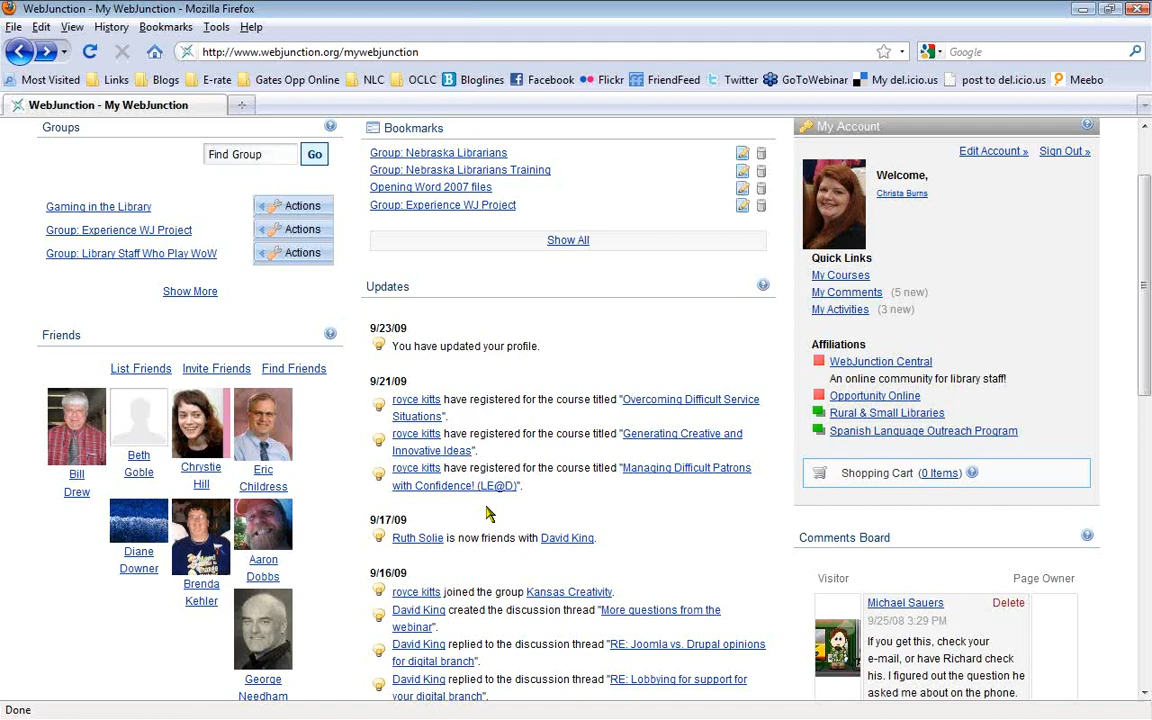 WebJunction - My WebJunction - Mozilla Firefox
File Edit View History Bookmarks Tools Help
http://www.webjunction.org/mywebjunction
Google
Most Visited Links Blogs E-rate Gates Opp Online NLC OCLC Bloglines Facebook Flickr FriendFeed Twitter GoToWebinar My del.icio.us post to del.icio.us Meebo
WebJunction - My WebJunction
Groups
Find Group Go
Gaming in the Library Actions
Group: Experience WJ Project Actions
Group: Library Staff Who Play WoW Actions
Show More
Friends
List Friends Invite Friends Find Friends
Bill
Drew
Beth
Goble
Chrystie
Hill
Eric
Childress
Diane
Downer
Brenda
Kehler
Aaron
Dobbs
George
Needham
Bookmarks
Group: Nebraska Librarians
Group: Nebraska Librarians Training
Opening Word 2007 files
Group: Experience WJ Project
Show All
Updates
9/23/09
You have updated your profile.
9/21/09
royce kitts have registered for the course titled "Overcoming Difficult Service
Situations".
royce kitts have registered for the course titled "Generating Creative and
Innovative Ideas".
royce kitts have registered for the course titled "Managing Difficult Patrons
with Confidence! (LE@D)".
9/17/09
Ruth Solie is now friends with David King.
9/16/09
royce kitts joined the group Kansas Creativity.
David King created the discussion thread "More questions from the
webinar".
David King replied to the discussion thread "RE: Joomla vs. Drupal opinions
for digital branch".
David King replied to the discussion thread "RE: Lobbying for support for
your digital branch".
My Account
Edit Account » Sign Out »
Welcome,
Christa Burns
Quick Links
My Courses
My Comments (5 new)
My Activities (3 new)
Affiliations
WebJunction Central
An online community for library staff!
Opportunity Online
Rural & Small Libraries
Spanish Language Outreach Program
Shopping Cart (0 Items)
Comments Board
Visitor Page Owner
Michael Sauers Delete
9/25/08 3:29 PM
If you get this, check your
e-mail, or have Richard check
his. I figured out the question he
asked me about on the phone.
Done